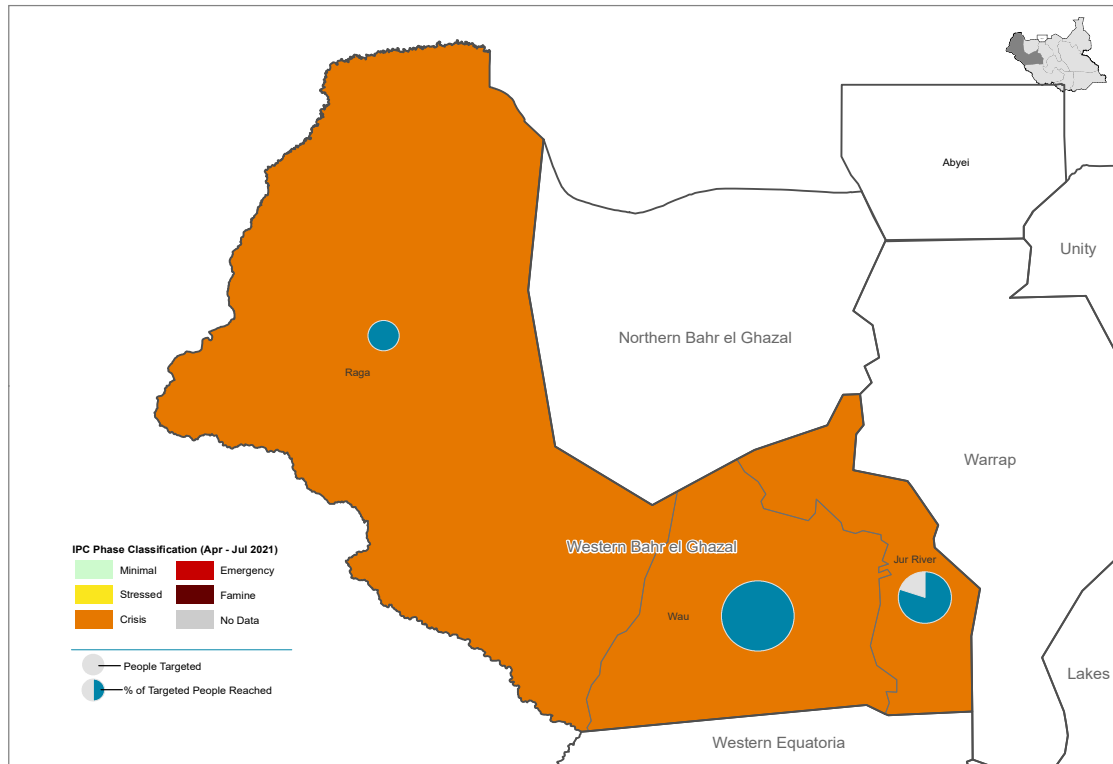 Abyei
Unity
Northern Bahr el Ghazal
Raga
Warrap
Western Bahr el Ghazal
Jur River
Wau
Lakes
Western Equatoria
IPC Phase Classification (Apr - Jul 2021)
Minimal
Emergency
Stressed
Famine
Crisis
No Data
People Targeted
% of Targeted People Reached